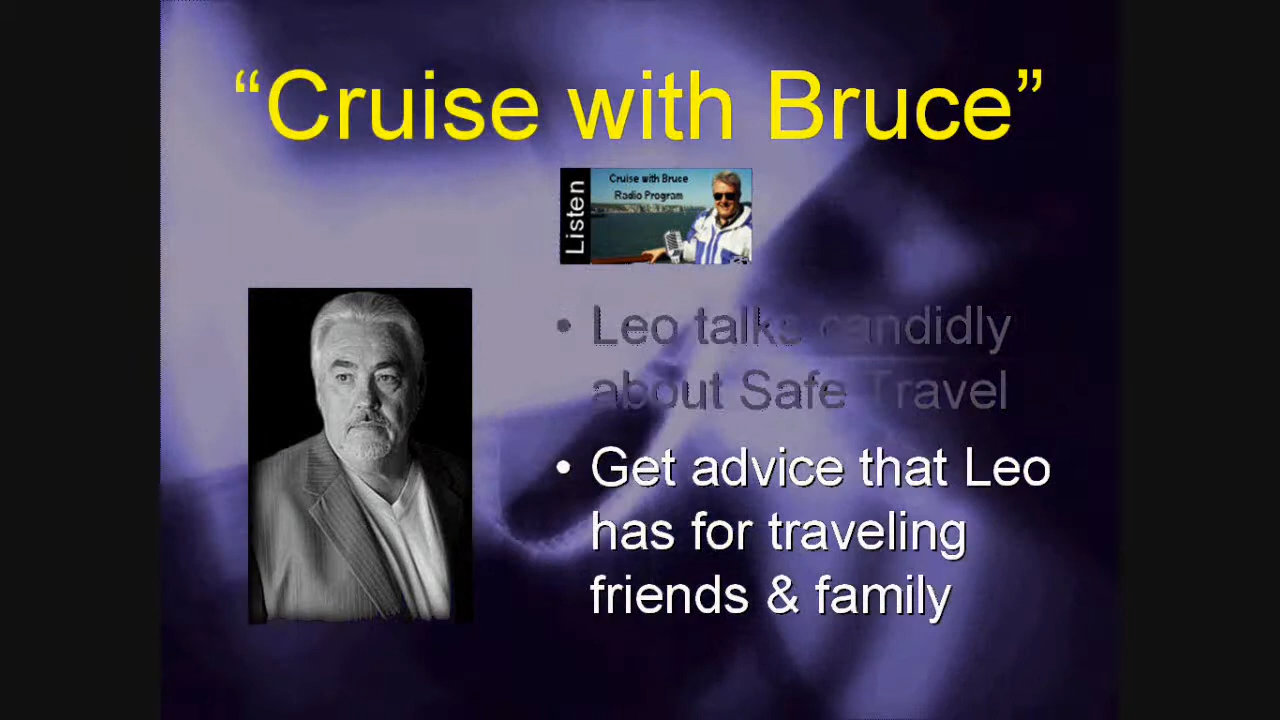 “Cruise with Bruce”
Listen
Cruise with Bruce
Radio Program
• Leo talks candidly
about Safe Travel
• Get advice that Leo
has for traveling
friends & family